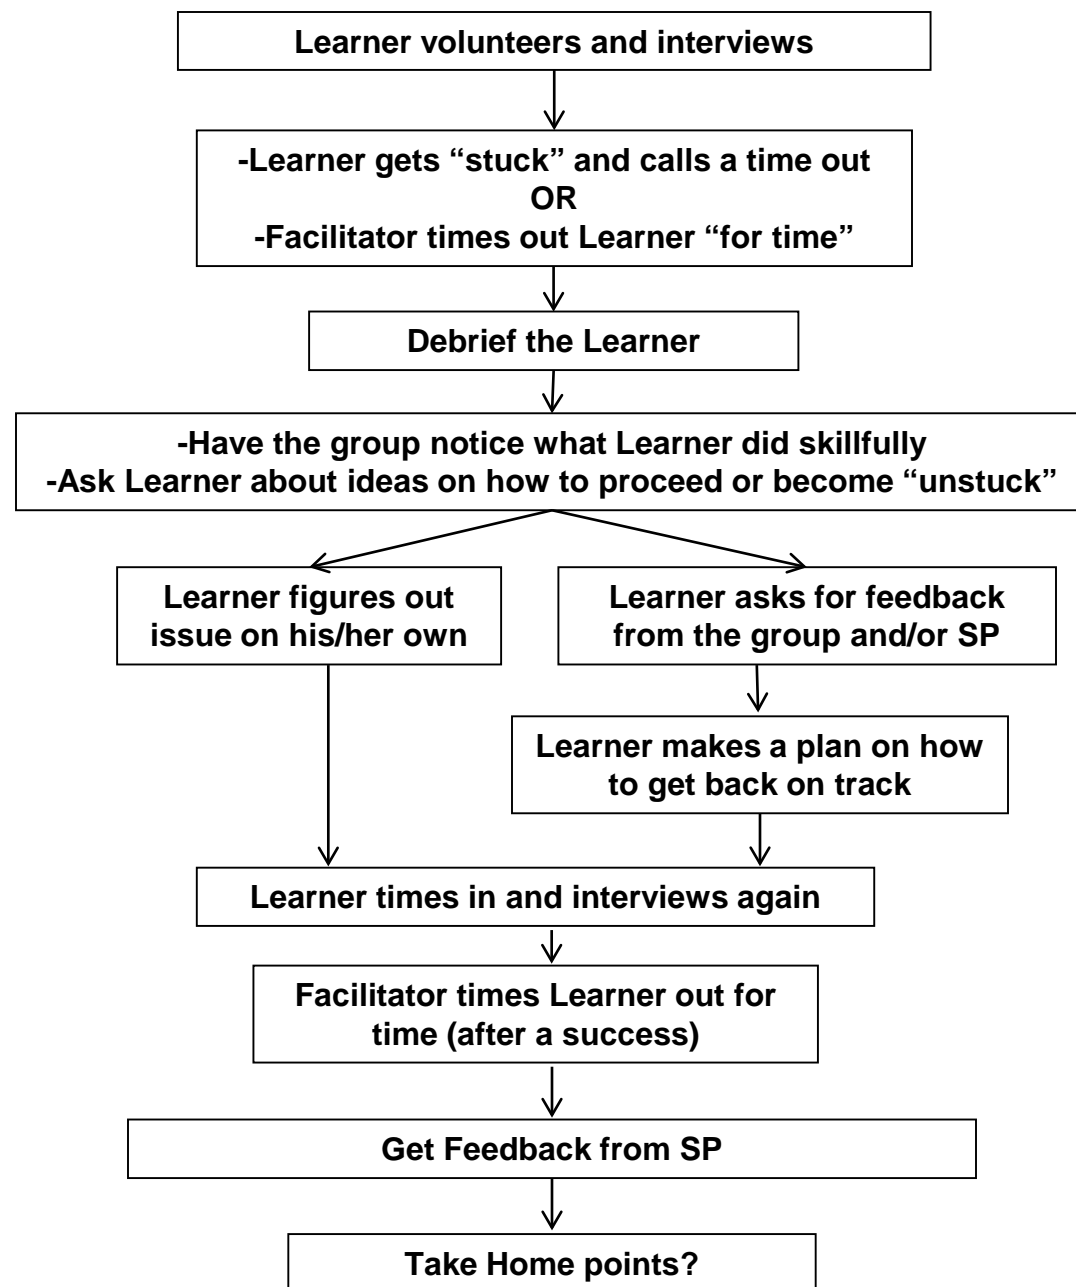 Learner volunteers and interviews
-Learner gets “stuck” and calls a time out
OR
-Facilitator times out Learner “for time”
Debrief the Learner
-Have the group notice what Learner did skillfully
-Ask Learner about ideas on how to proceed or become “unstuck”
Learner figures out
issue on his/her own
Learner asks for feedback
from the group and/or SP
Learner makes a plan on how
to get back on track
Learner times in and interviews again
Facilitator times Learner out for
time (after a success)
Get Feedback from SP
Take Home points?